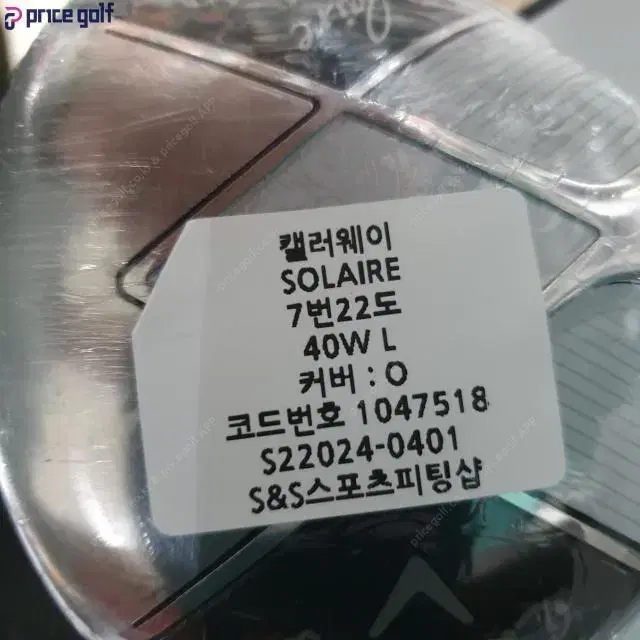 price golf
캘러웨이
SOLAIRE
7번22도
40W L
커버 : O
코드번호 1047518
S22024-0401
S&S스포츠피팅샵